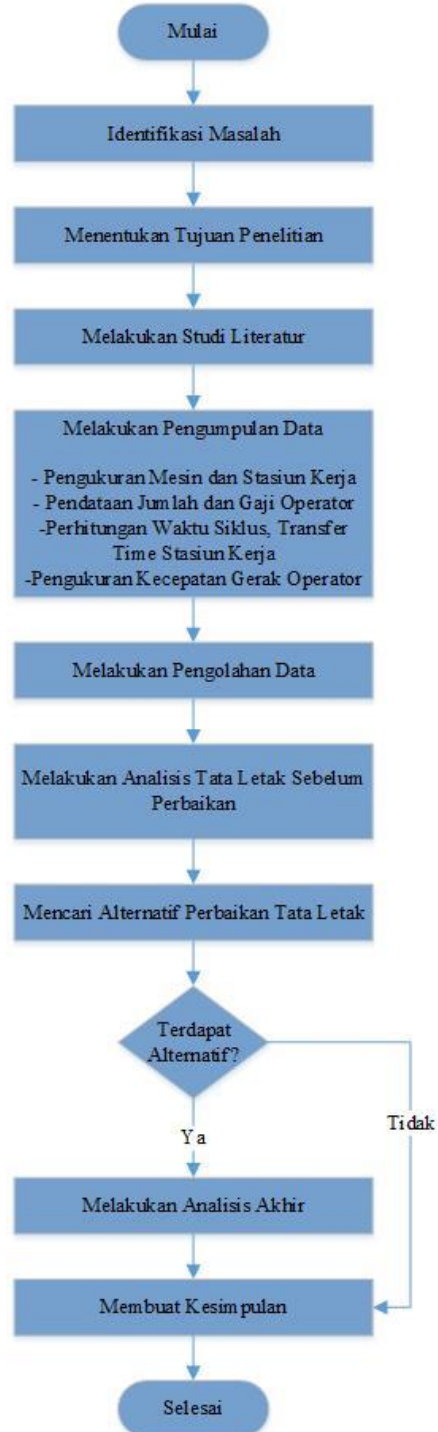 Mulai
Identifikasi Masalah
Menentukan Tujuan Penelitian
Melakukan Studi Literatur
Melakukan Pengumpulan Data
- Pengukuran Mesin dan Stasiun Kerja
- Pendataan Jumlah dan Gaji Operator
-Perhitungan Waktu Siklus, Transfer
Time Stasiun Kerja
-Pengukuran Kecepatan Gerak Operator
Melakukan Pengolahan Data
Melakukan Analisis Tata Letak Sebelum
Perbaikan
Mencari Alternatif Perbaikan Tata Letak
Terdapat
Alternatif?
Tidak
Ya
Melakukan Analisis Akhir
Membuat Kesimpulan
Selesai